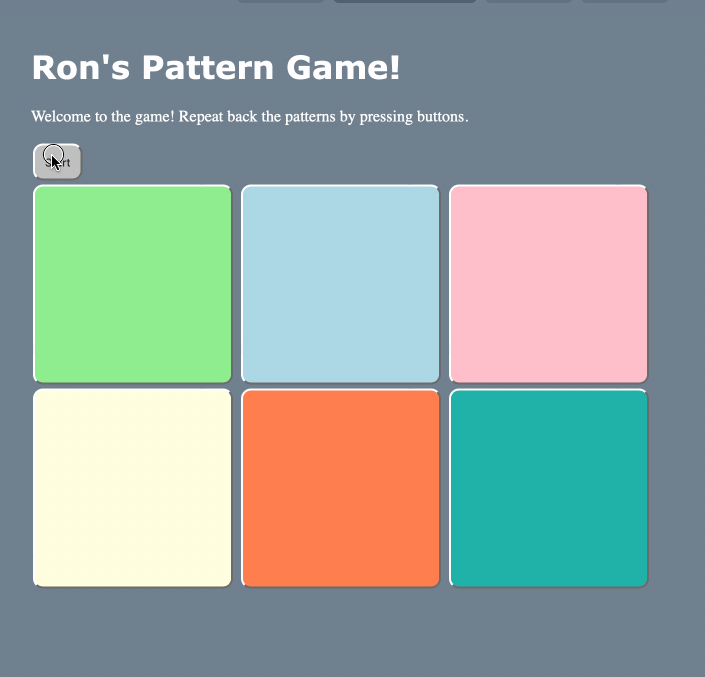 Ron's Pattern Game!
Welcome to the game! Repeat back the patterns by pressing buttons.